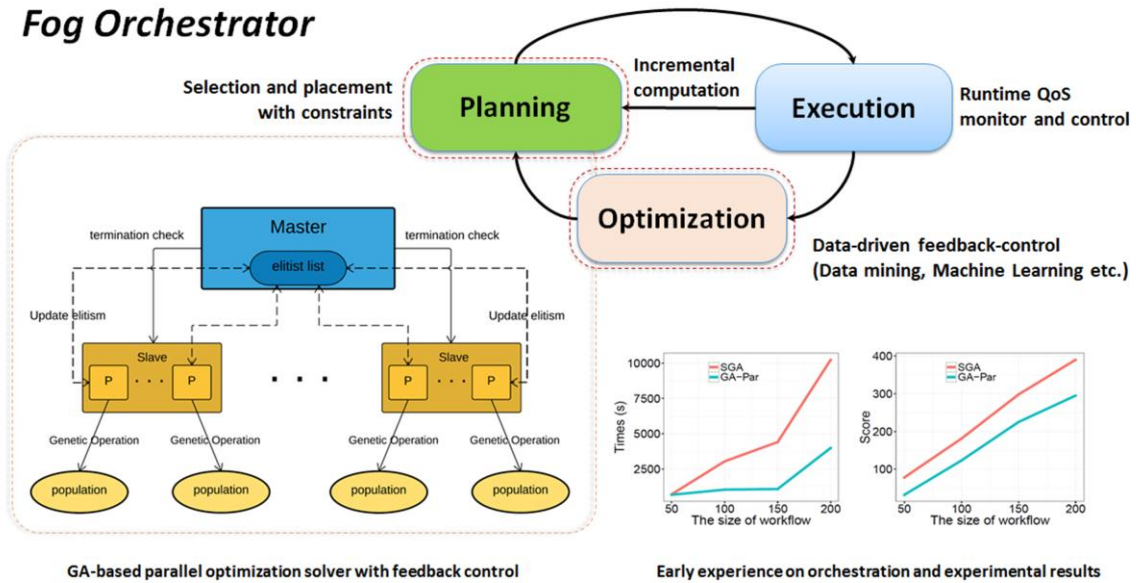 Fog Orchestrator
Selection and placement
with constraints
Planning
Incremental
computation
Execution
Runtime QoS
monitor and control
Optimization
Data-driven feedback-control
(Data mining, Machine Learning etc.)
Master
elitist list
termination check
termination check
Update elitism
Update elitism
Slave
P · · · P
· · ·
Slave
P · · · P
Genetic Operation
Genetic Operation
Genetic Operation
Genetic Operation
population
population
population
population
GA-based parallel optimization solver with feedback control
Times (s)
10000
7500
5000
2500
SGA
GA-Par
50 100 150 200
The size of workflow
Score
400
300
200
100
SGA
GA-Par
50 100 150 200
The size of workflow
Early experience on orchestration and experimental results